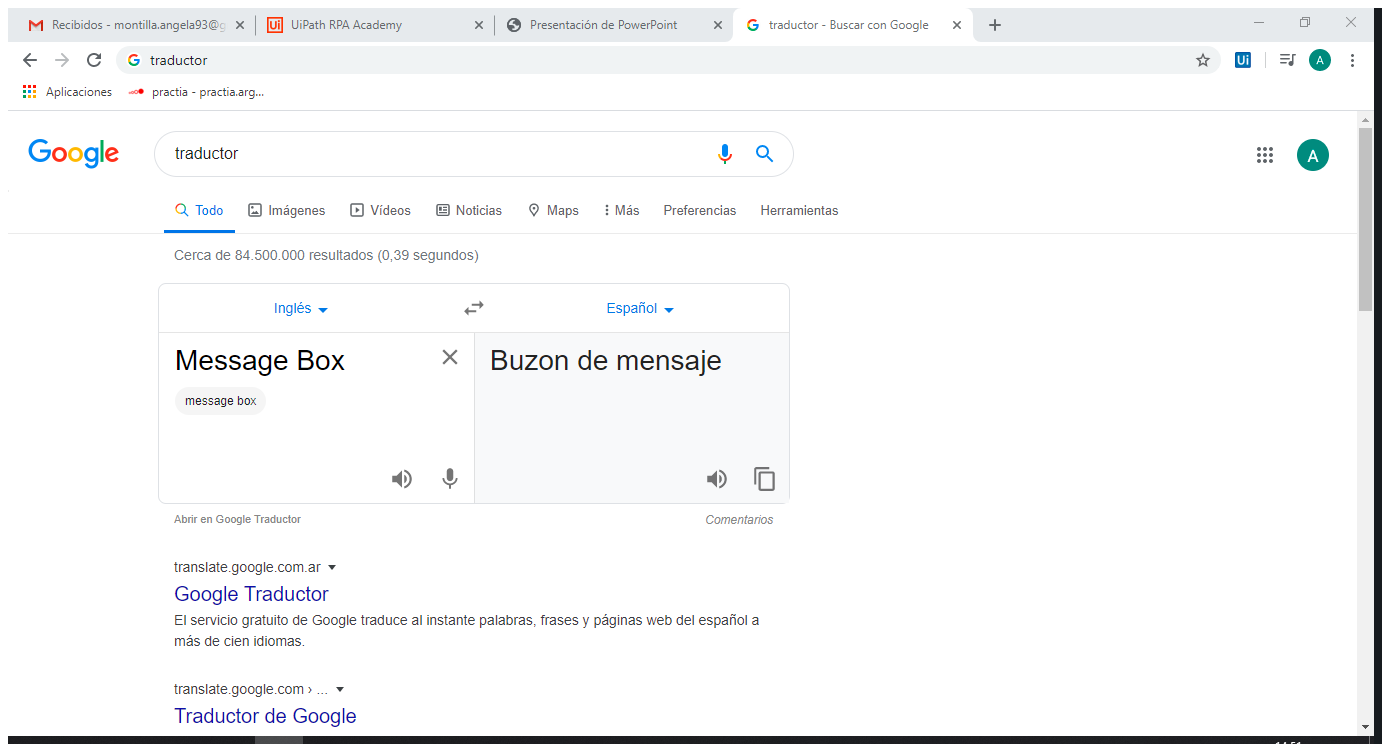 Recibidos - montilla.angela93@g
UiPath RPA Academy
Presentación de PowerPoint
traductor - Buscar con Google
traductor
Ui
A
Aplicaciones
practia - practia.arg...
Google
traductor
A
Todo
Imágenes
Vídeos
Noticias
Maps
Más
Preferencias
Herramientas
Cerca de 84.500.000 resultados (0,39 segundos)
Inglés
Español
Message Box
Buzon de mensaje
message box
Abrir en Google Traductor
Comentarios
translate.google.com.ar
Google Traductor
El servicio gratuito de Google traduce al instante palabras, frases y páginas web del español a
más de cien idiomas.
translate.google.com › ...
Traductor de Google